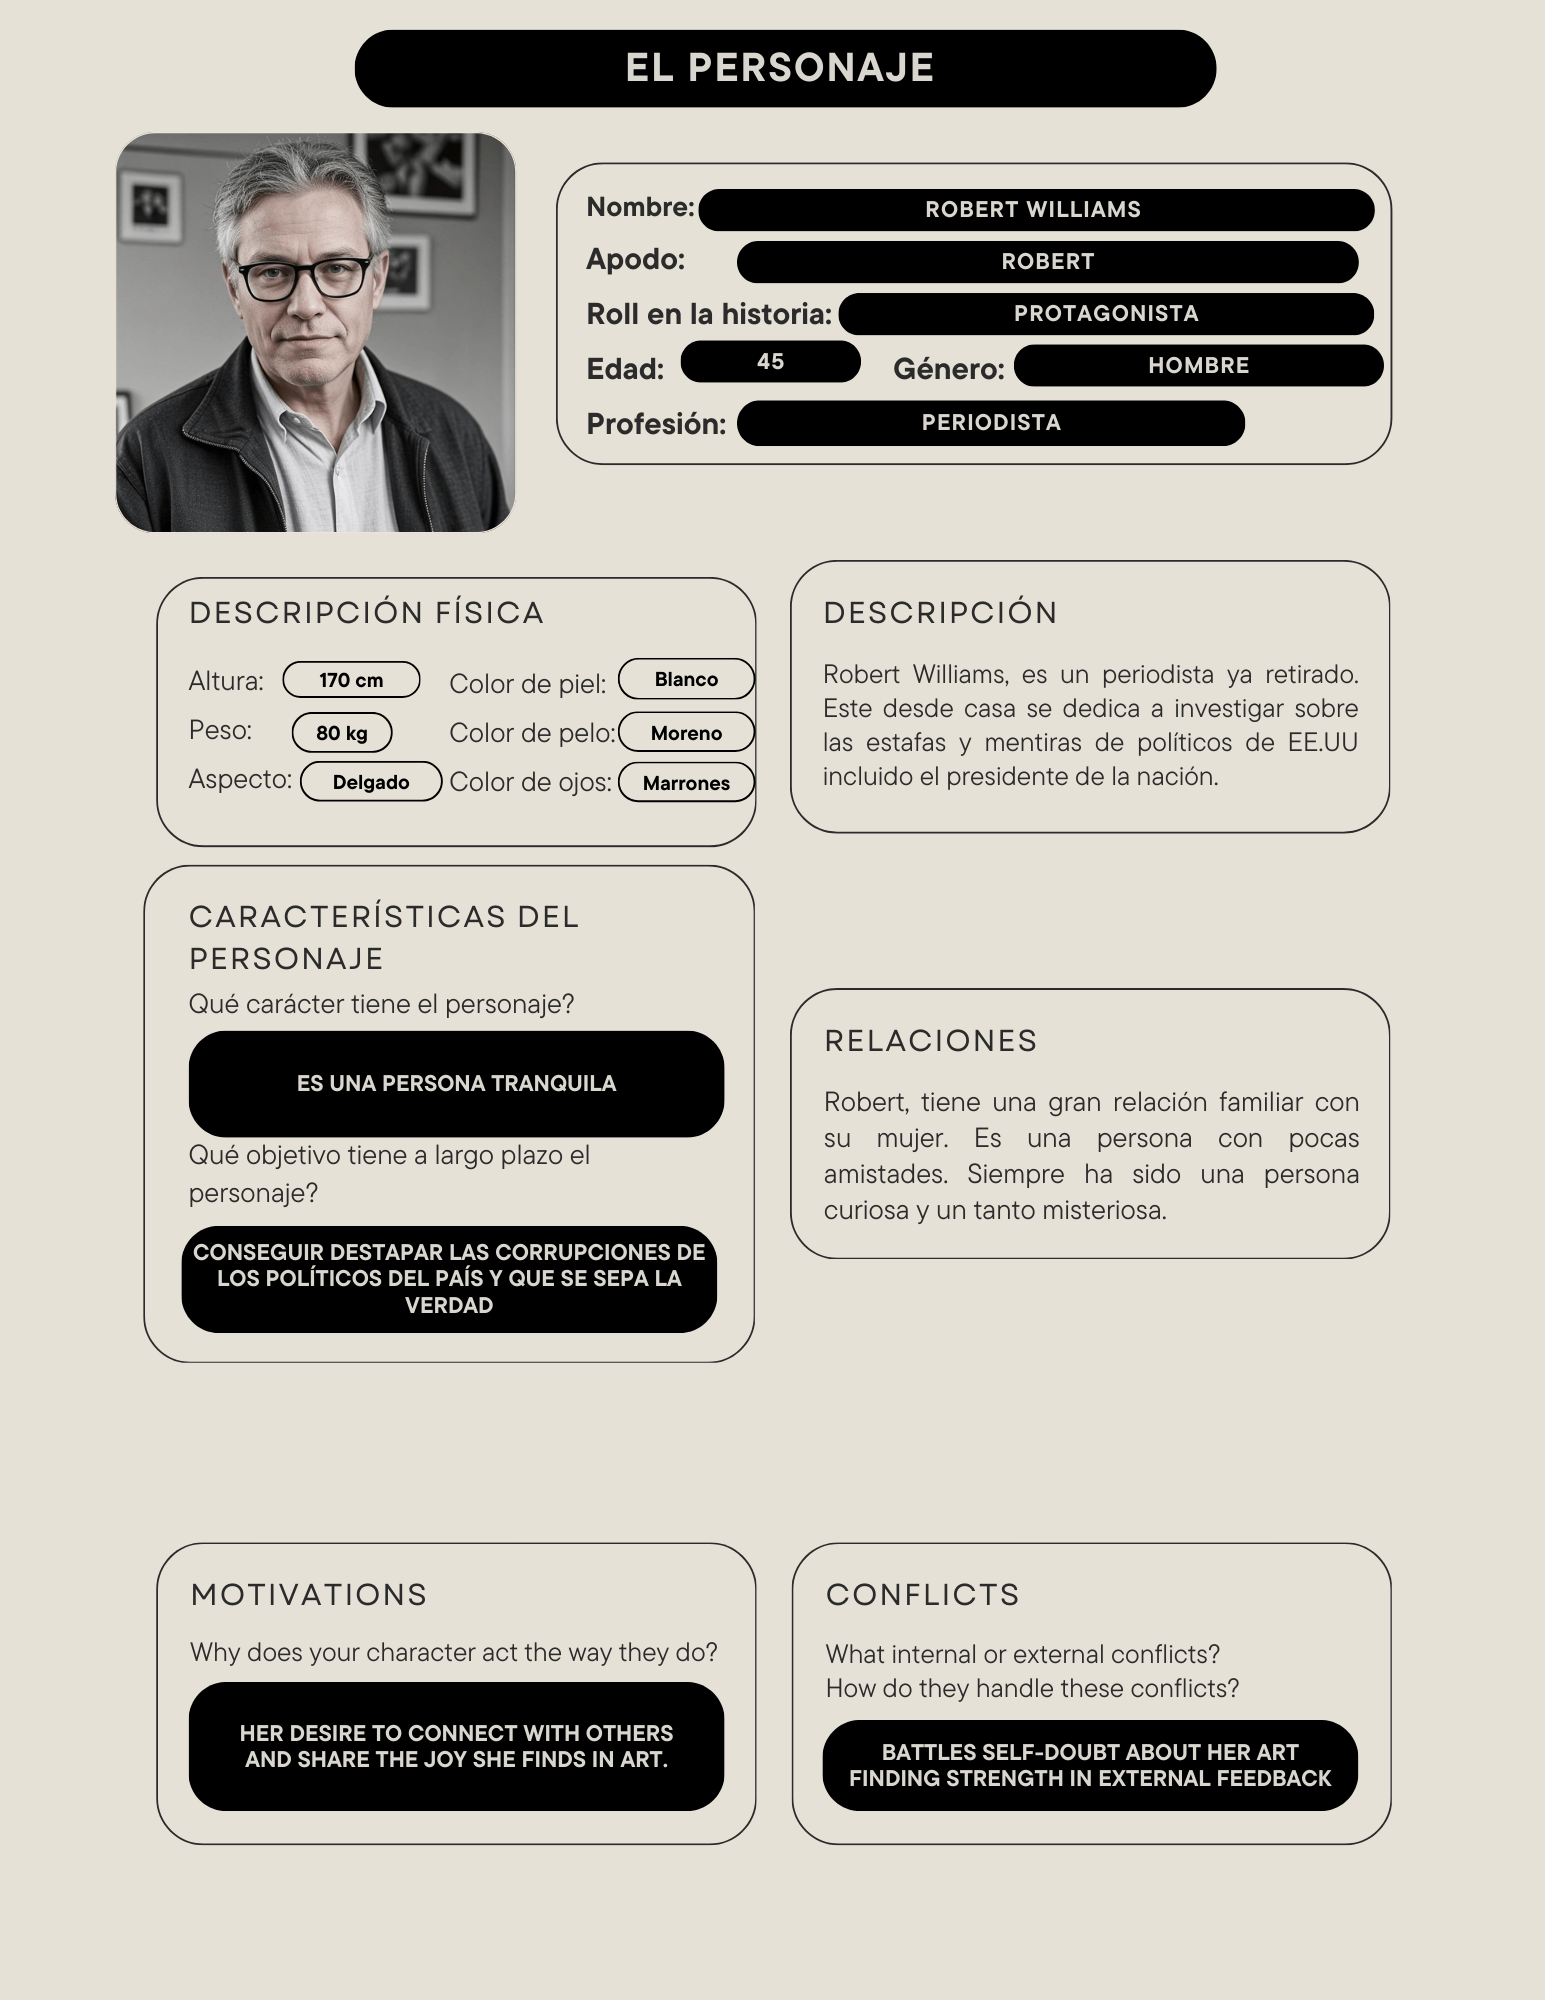 EL PERSONAJE
Nombre: ROBERT WILLIAMS
Apodo: ROBERT
Roll en la historia: PROTAGONISTA
Edad: 45 Género: HOMBRE
Profesión: PERIODISTA
DESCRIPCIÓN FÍSICA
Altura: 170 cm Color de piel: Blanco
Peso: 80 kg Color de pelo: Moreno
Aspecto: Delgado Color de ojos: Marrones
DESCRIPCIÓN
Robert Williams, es un periodista ya retirado.
Este desde casa se dedica a investigar sobre
las estafas y mentiras de políticos de EE.UU
incluido el presidente de la nación.
CARACTERÍSTICAS DEL
PERSONAJE
Qué carácter tiene el personaje?
ES UNA PERSONA TRANQUILA
Qué objetivo tiene a largo plazo el
personaje?
CONSEGUIR DESTAPAR LAS CORRUPCIONES DE
LOS POLÍTICOS DEL PAÍS Y QUE SE SEPA LA
VERDAD
RELACIONES
Robert, tiene una gran relación familiar con
su mujer. Es una persona con pocas
amistades. Siempre ha sido una persona
curiosa y un tanto misteriosa.
MOTIVATIONS
Why does your character act the way they do?
HER DESIRE TO CONNECT WITH OTHERS
AND SHARE THE JOY SHE FINDS IN ART.
CONFLICTS
What internal or external conflicts?
How do they handle these conflicts?
BATTLES SELF-DOUBT ABOUT HER ART
FINDING STRENGTH IN EXTERNAL FEEDBACK